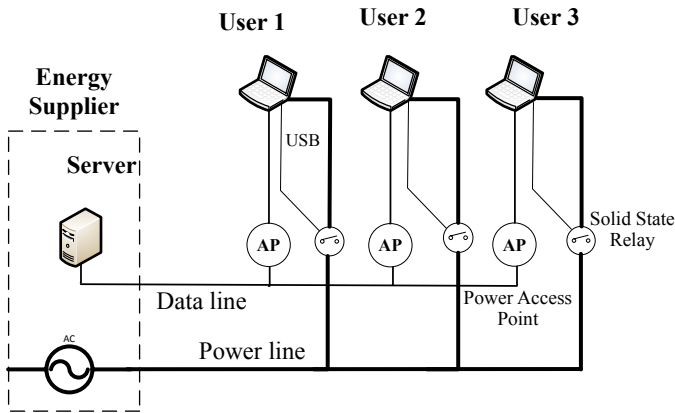 User 1
User 2
User 3
Energy
Supplier
Server
USB
AP
AP
AP
Solid State
Relay
Data line
Power Access
Point
Power line
AC